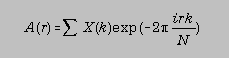 A(r)=∑ X(k)exp(-2π irk/N)